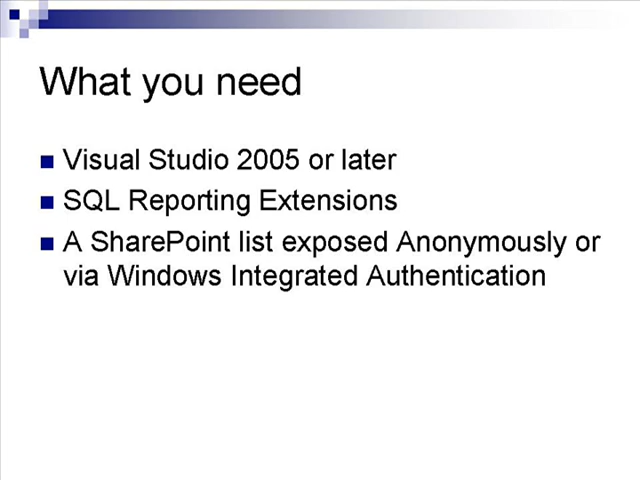 What you need
Visual Studio 2005 or later
SQL Reporting Extensions
A SharePoint list exposed Anonymously or
via Windows Integrated Authentication